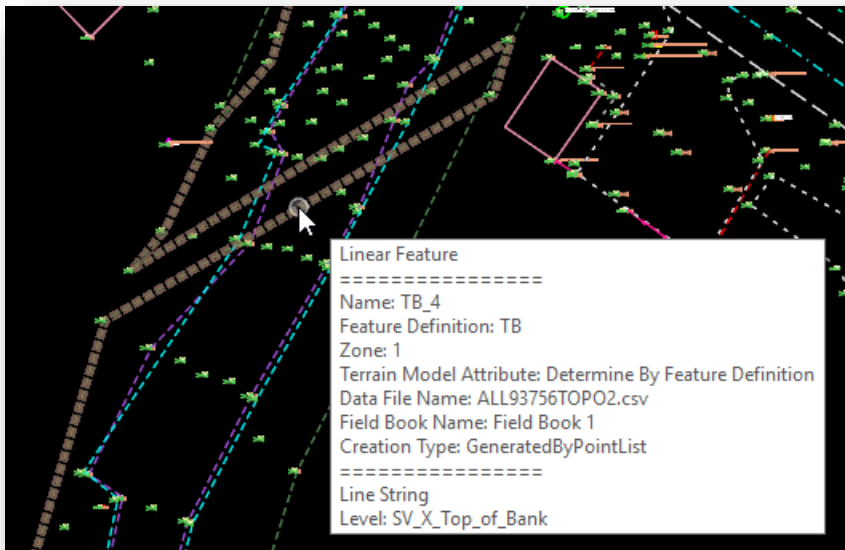 Linear Feature
================
Name: TB_4
Feature Definition: TB
Zone: 1
Terrain Model Attribute: Determine By Feature Definition
Data File Name: ALL93756TOPO2.csv
Field Book Name: Field Book 1
Creation Type: GeneratedByPointList
================
Line String
Level: SV_X_Top_of_Bank